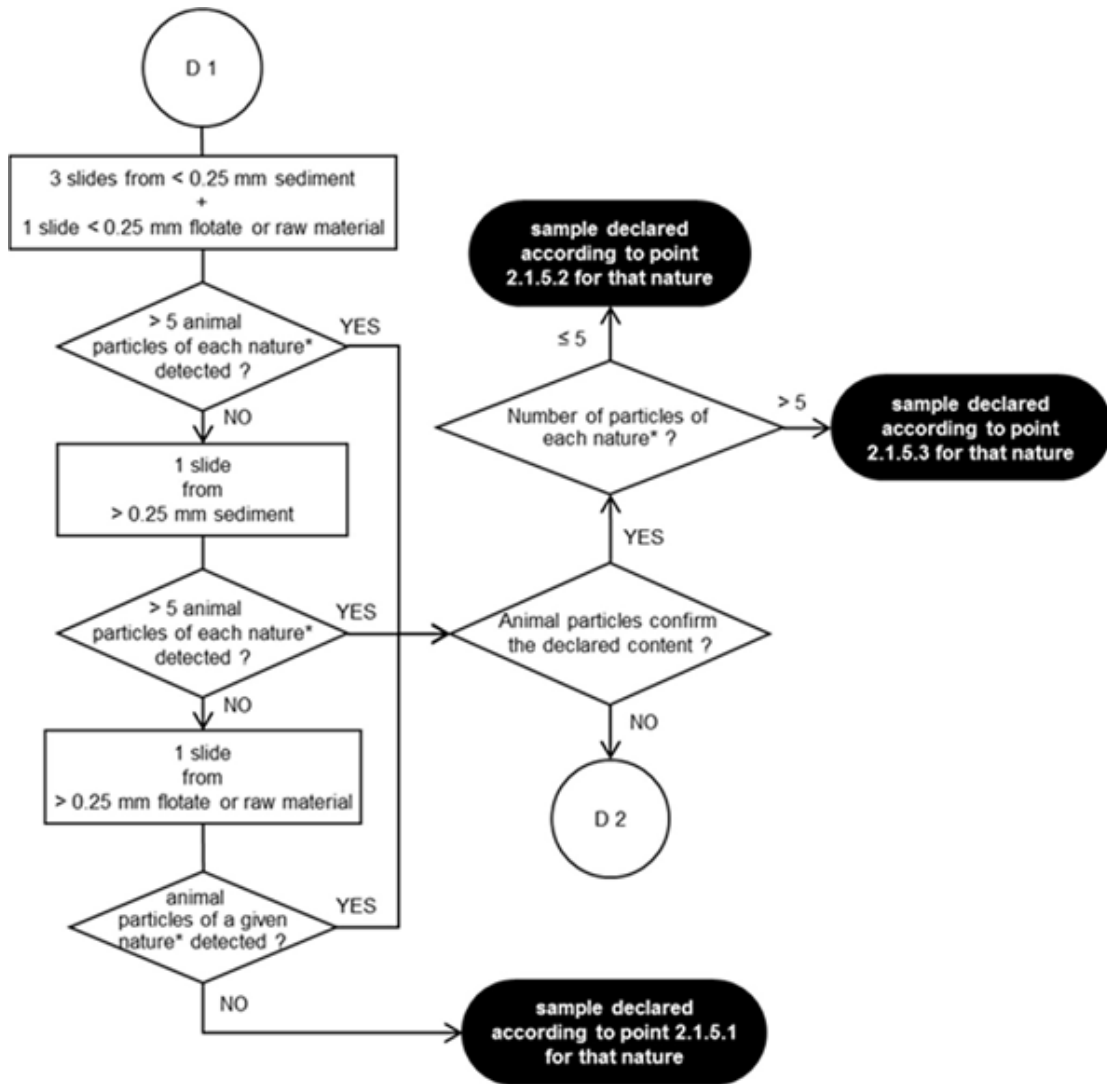 D 1
3 slides from < 0.25 mm sediment
+
1 slide < 0.25 mm flotate or raw material
> 5 animal
particles of each nature*
detected ?
YES
NO
1 slide
from
> 0.25 mm sediment
> 5 animal
particles of each nature*
detected ?
YES
NO
1 slide
from
> 0.25 mm flotate or raw material
animal
particles of a given
nature* detected ?
YES
NO
sample declared
according to point
2.1.5.2 for that nature
≤ 5
Number of particles of
each nature* ?
> 5
sample declared
according to point
2.1.5.3 for that nature
YES
Animal particles confirm
the declared content ?
NO
D 2
sample declared
according to point 2.1.5.1
for that nature